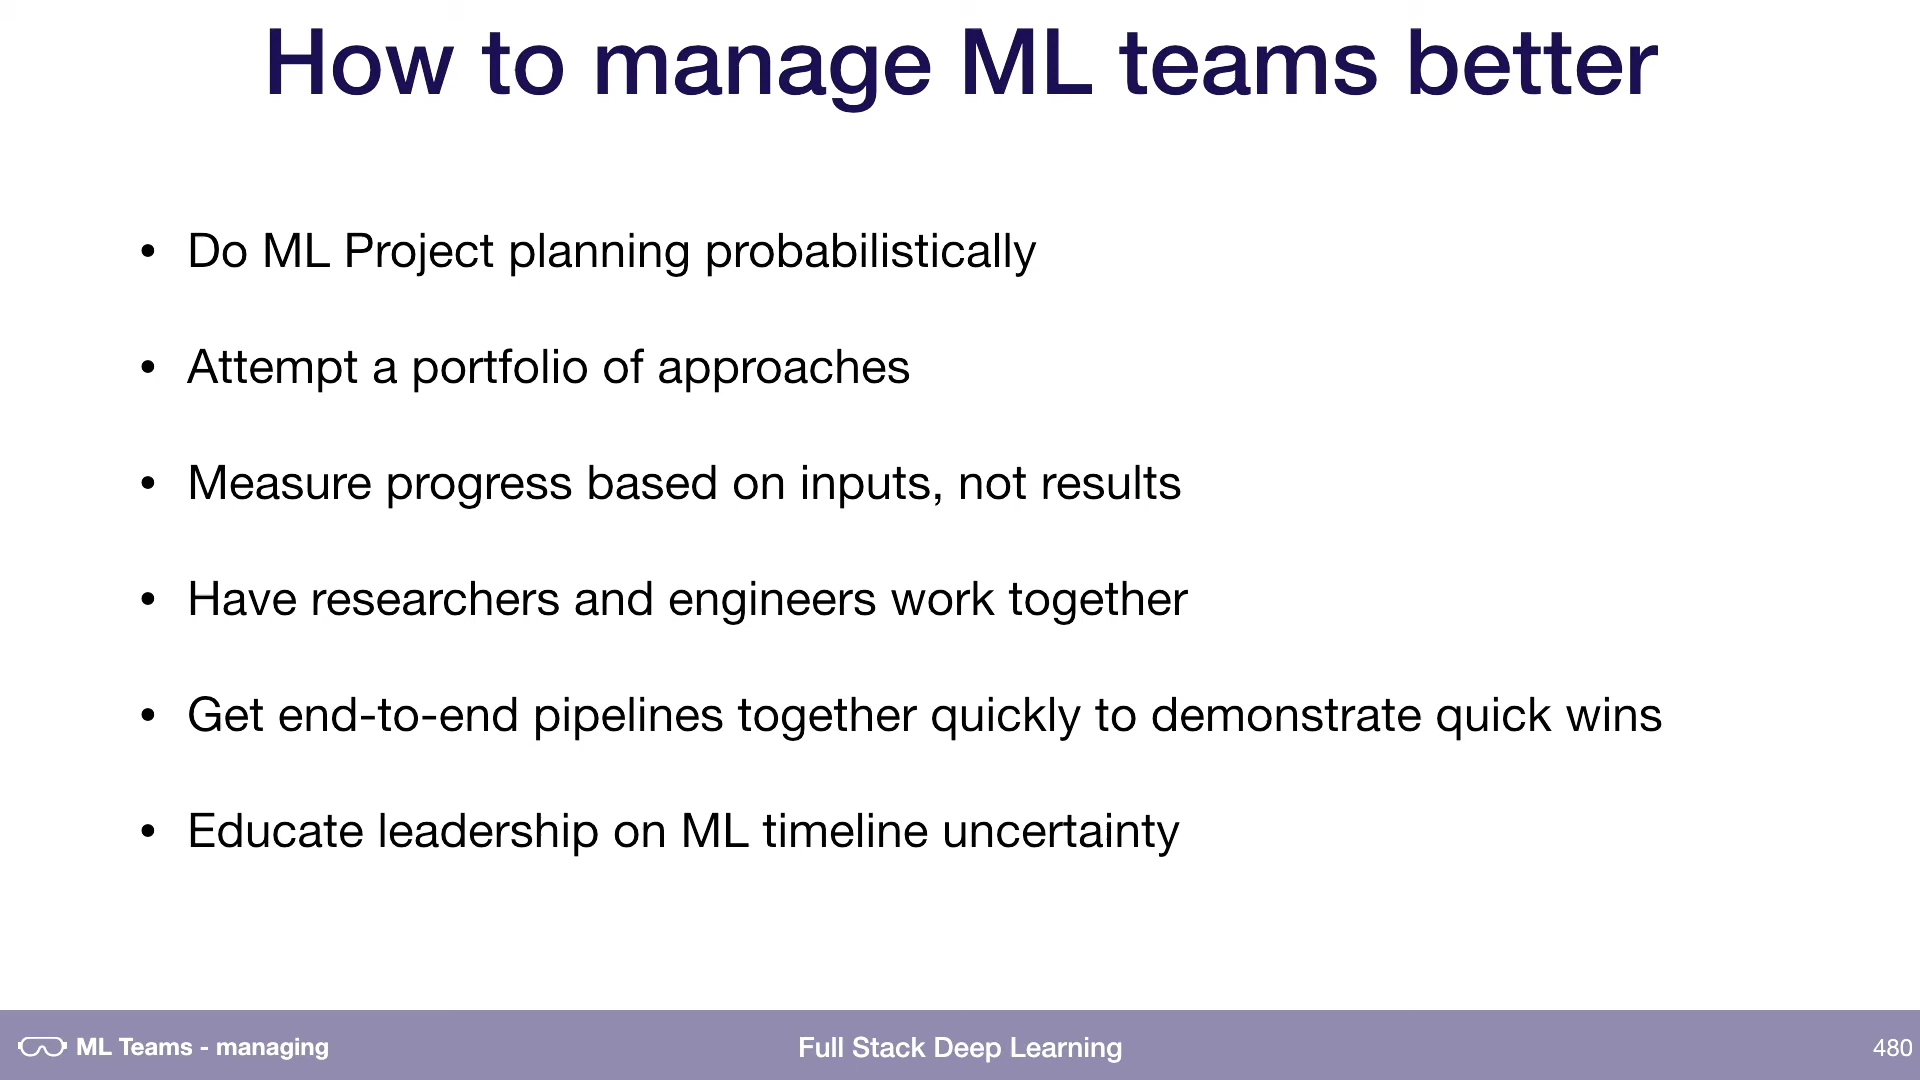 How to manage ML teams better
• Do ML Project planning probabilistically
• Attempt a portfolio of approaches
• Measure progress based on inputs, not results
• Have researchers and engineers work together
• Get end-to-end pipelines together quickly to demonstrate quick wins
• Educate leadership on ML timeline uncertainty
ML Teams - managing
Full Stack Deep Learning
480